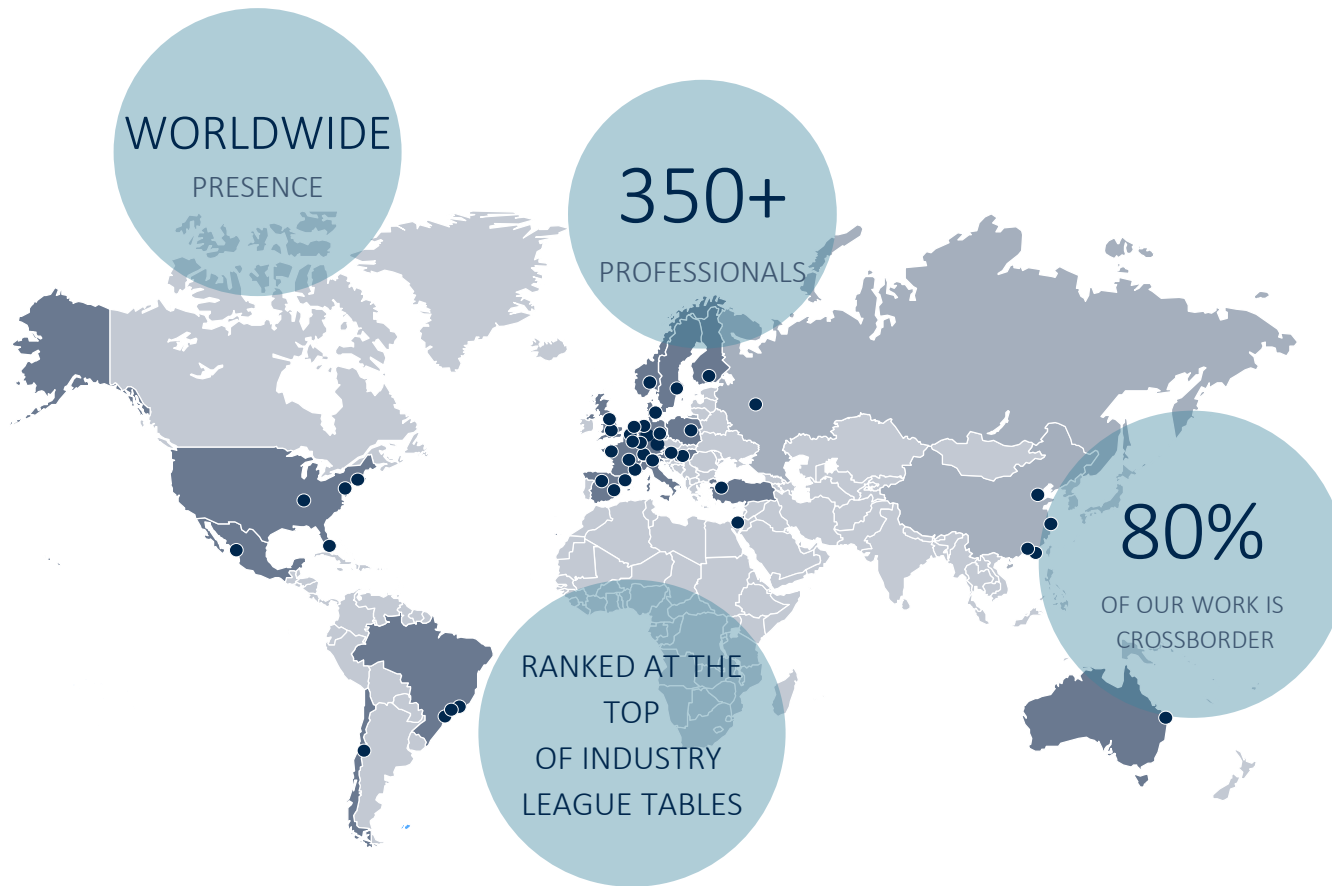 WORLDWIDE
PRESENCE
350+
PROFESSIONALS
80%
OF OUR WORK IS
CROSSBORDER
RANKED AT THE
TOP
OF INDUSTRY
LEAGUE TABLES